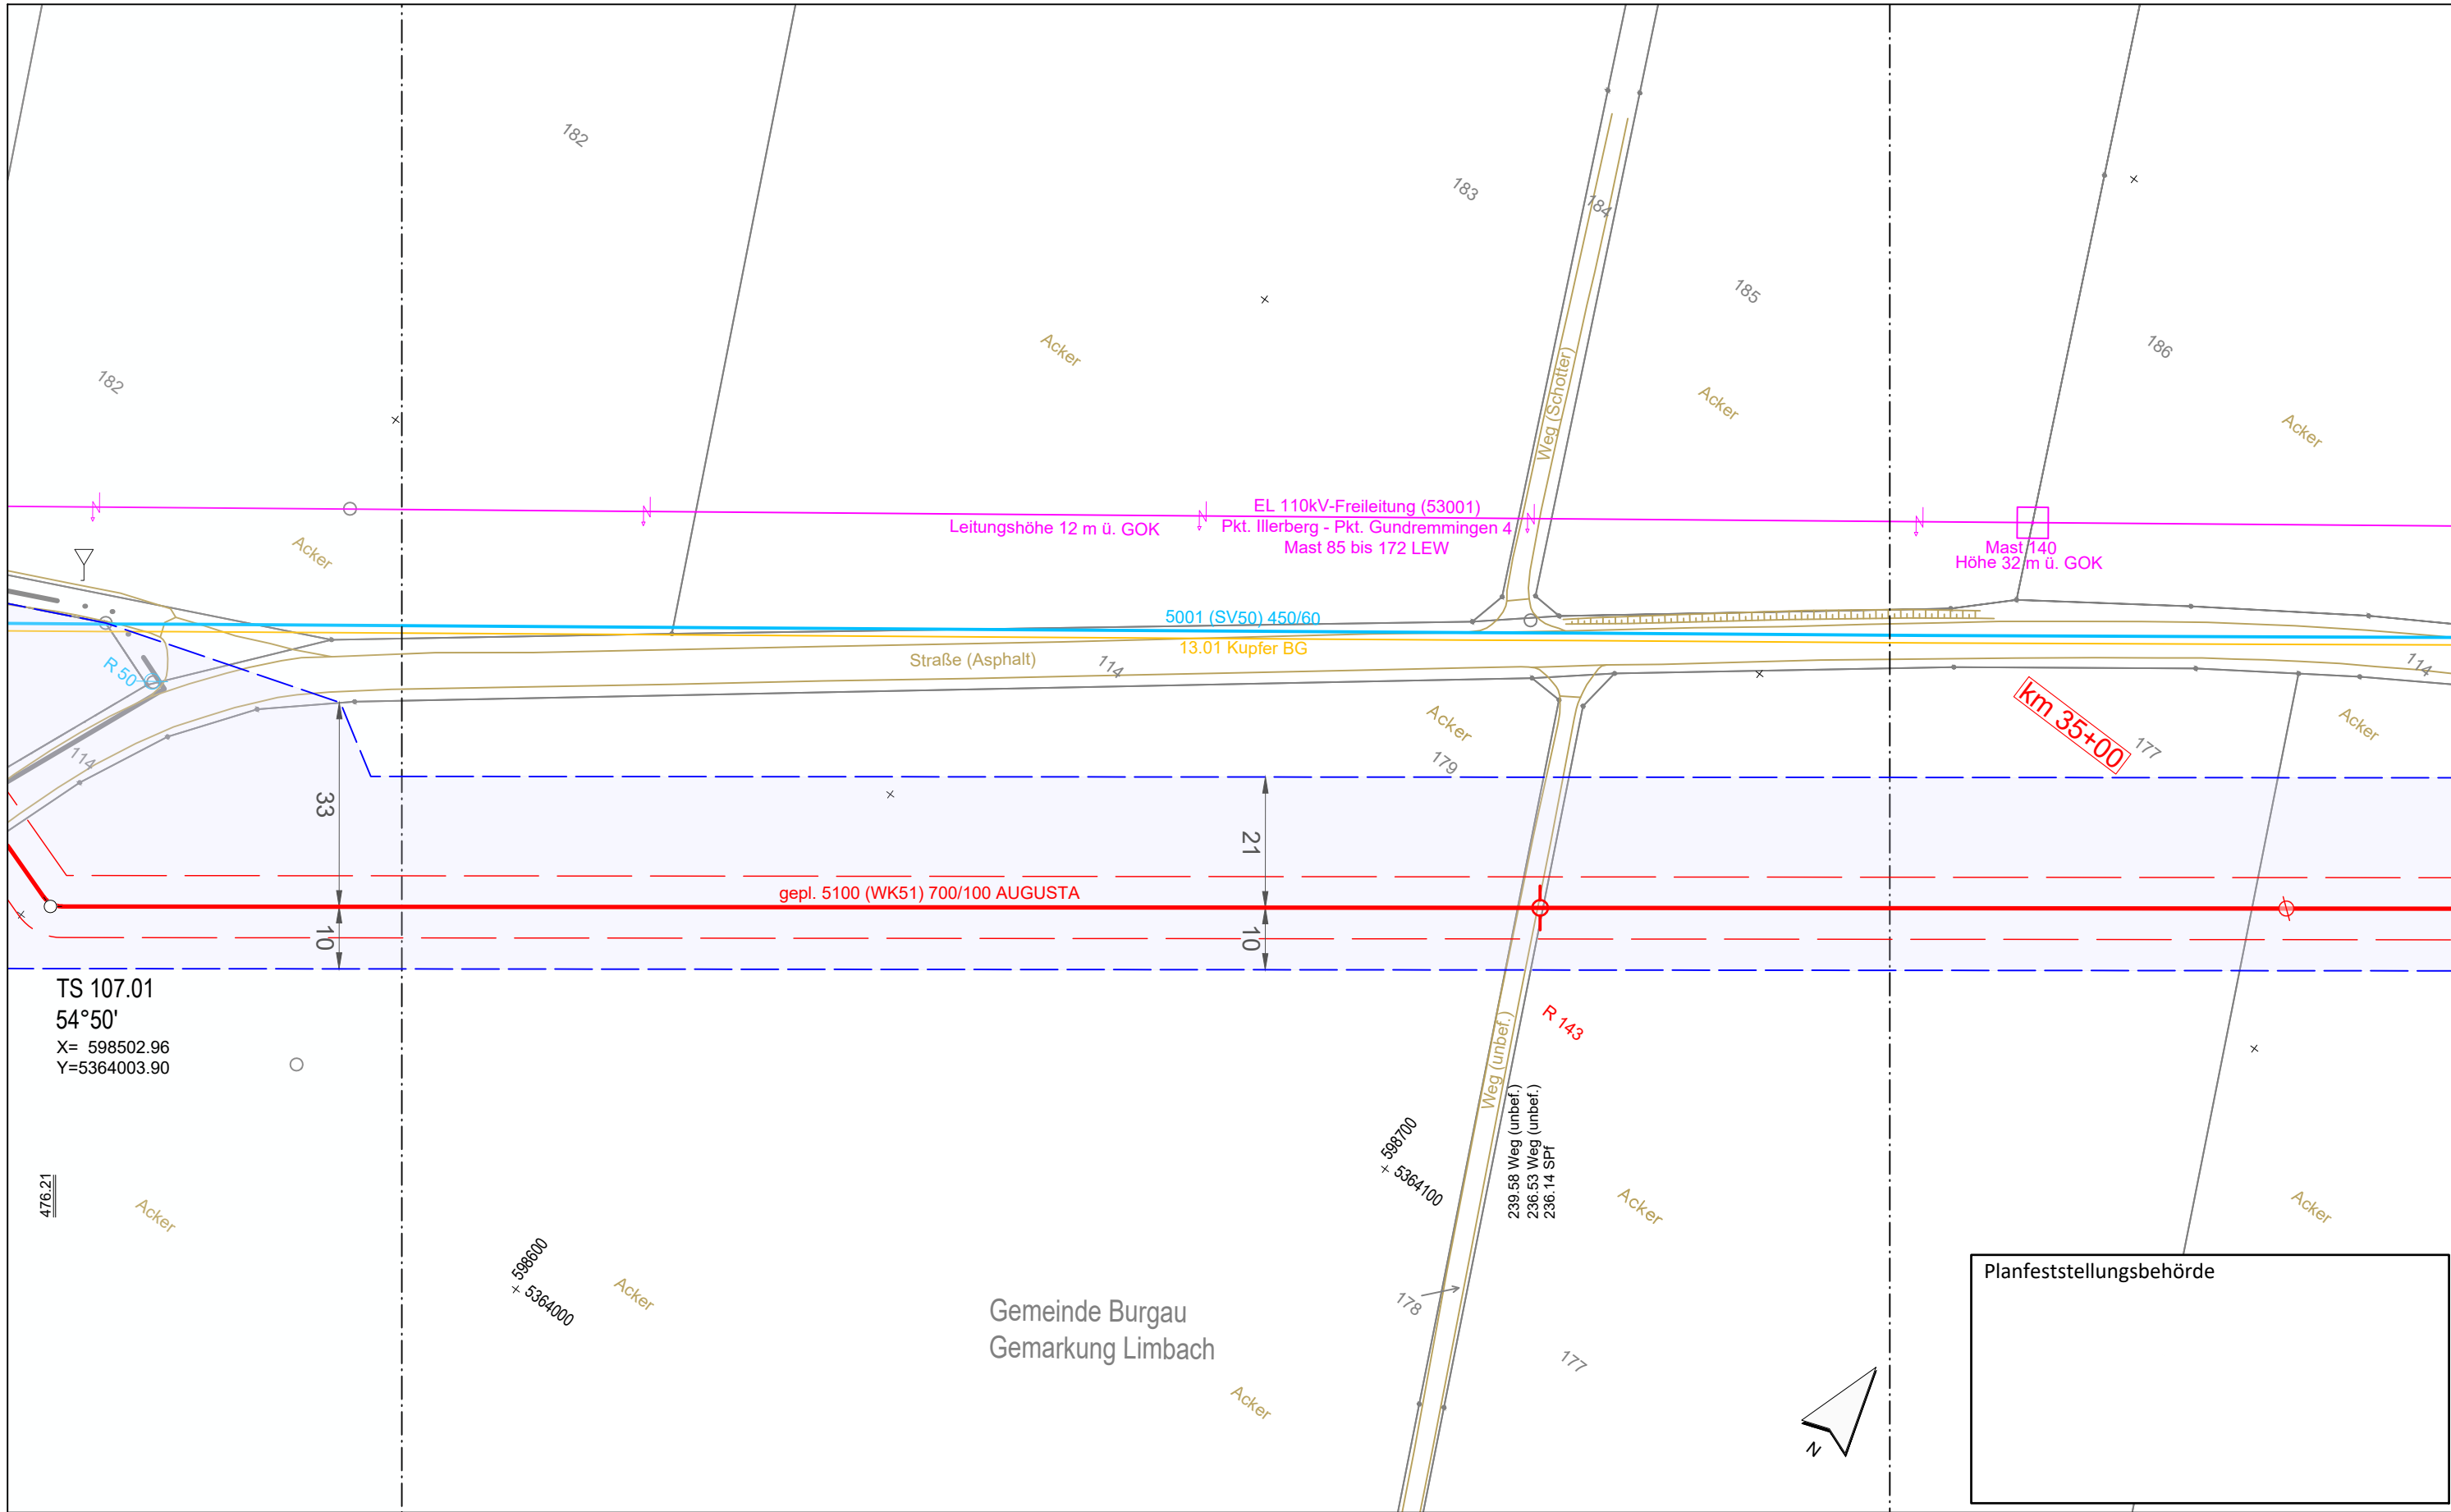 182
183
184
185
186
182
Acker
Acker
Acker
Weg (Schotter)
Acker
EL 110kV-Freileitung (53001)
Leitungshöhe 12 m ü. GOK
Pkt. Illerberg - Pkt. Gundremmingen 4
Mast 85 bis 172 LEW
Mast 140
Höhe 32 m ü. GOK
N
N
N
N
N
5001 (SV50) 450/60
13.01 Kupfer BG
Straße (Asphalt)
114
114
R 50
114
Acker
179
km 35+00
177
Acker
33
21
gepl. 5100 (WK51) 700/100 AUGUSTA
10
10
TS 107.01
54°50'
X= 598502.96
Y=5364003.90
R 143
Weg (unbef.)
239.58 Weg (unbef.)
236.53 Weg (unbef.)
236.14 SPf
598700
5364100
476.21
Acker
Acker
Acker
598600
5364000
Acker
Gemeinde Burgau
Gemarkung Limbach
178
177
Acker
N
Planfeststellungsbehörde